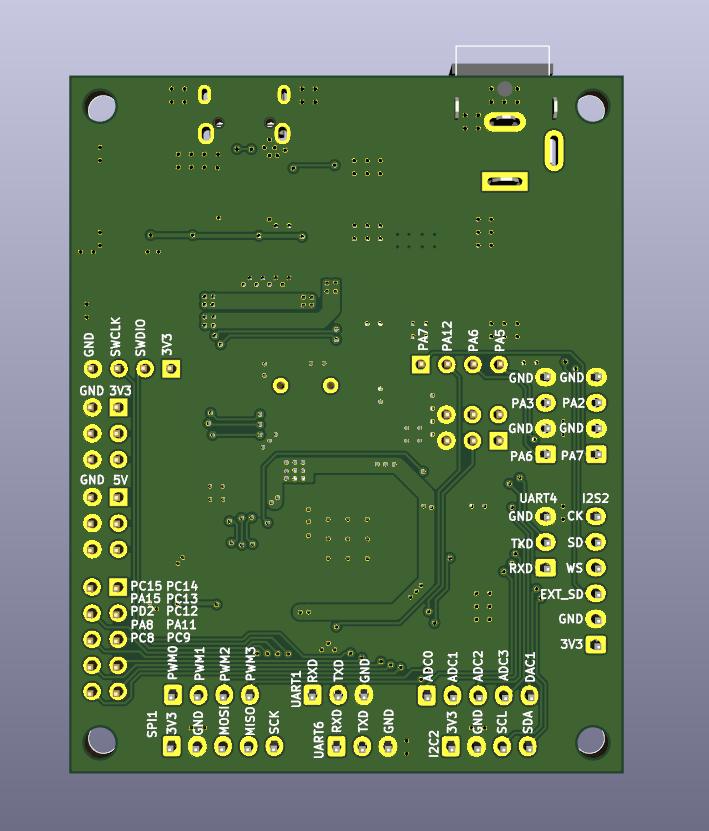 GND SWCLK SWDIO 3V3
PA7 PA12 PA6 PA5
GND GND
GND 3V3
PA3 PA2
GND GND
PA6 PA7
GND 5V
UART4 I2S2
GND CK
TXD SD
RXD WS
PC15 PC14
PA15 PC13
EXT_SD
PD2 PC12
PA8 PA11
GND
PC8 PC9
3V3
PWM0 PWM1 PWM2 PWM3
UART1 RXD TXD GND
ADC0 ADC1 ADC2 ADC3 DAC1
SPI1 3V3 GND MOSI MISO SCK
UART6 RXD TXD GND
I2C2 3V3 GND SCL SDA